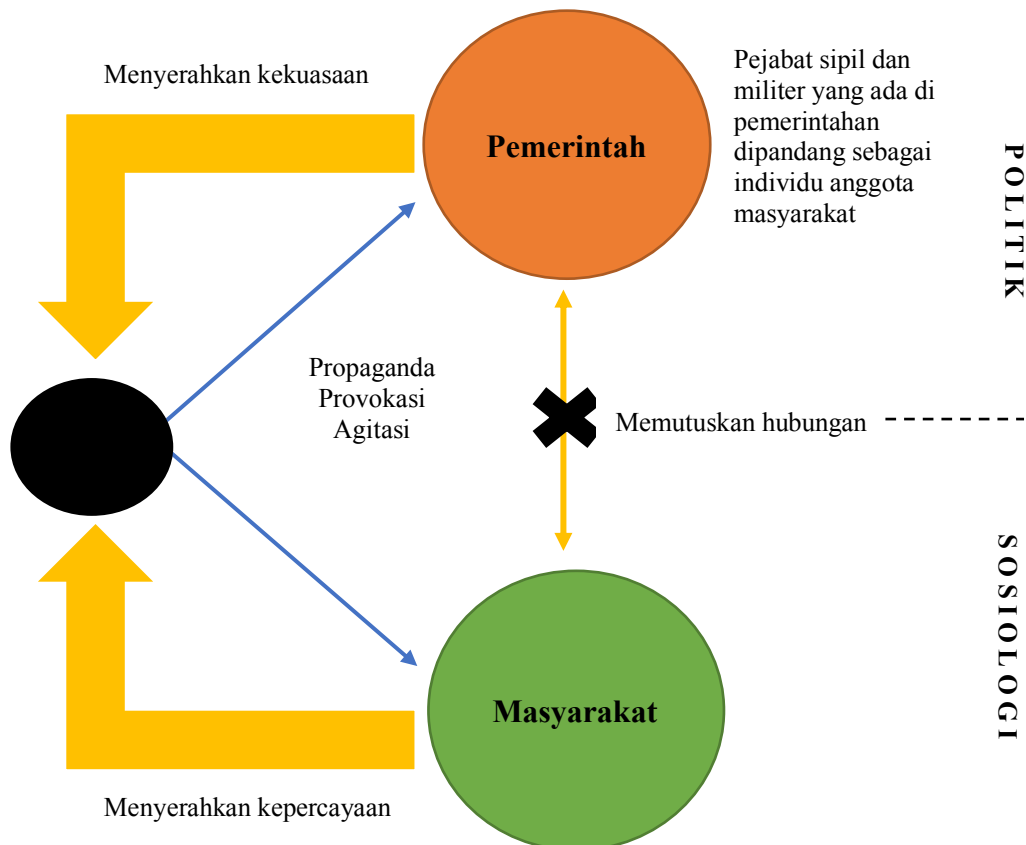 Menyerahkan kekuasaan
Pemerintah
Pejabat sipil dan
militer yang ada di
pemerintahan
dipandang sebagai
individu anggota
masyarakat
POLITIK
Propaganda
Provokasi
Agitasi
Memutuskan hubungan
SOSIOLOGI
Masyarakat
Menyerahkan kepercayaan